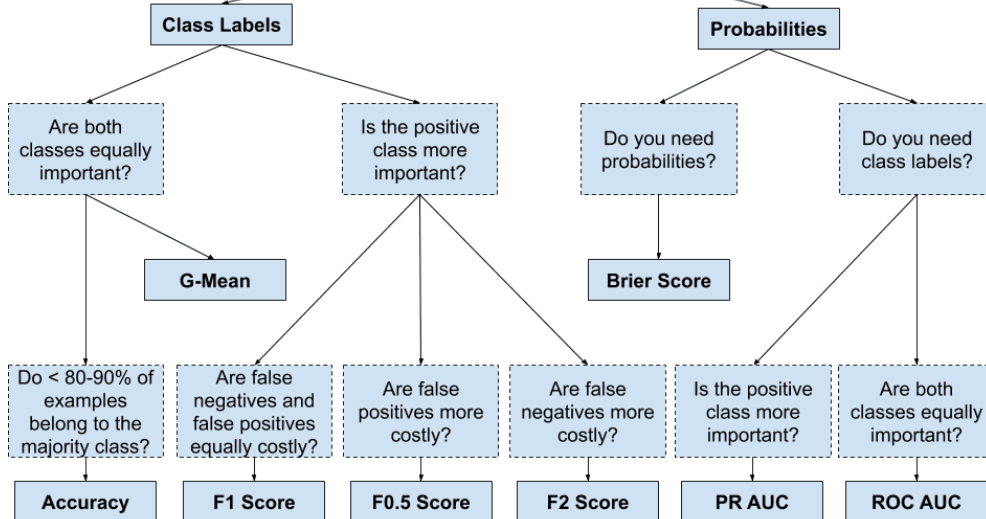 Class Labels
Probabilities
Are both
classes equally
important?
Is the positive
class more
important?
Do you need
probabilities?
Do you need
class labels?
G-Mean
Brier Score
Do < 80-90% of
examples
belong to the
majority class?
Are false
negatives and
false positives
equally costly?
Are false
positives more
costly?
Are false
negatives more
costly?
Is the positive
class more
important?
Are both
classes equally
important?
Accuracy
F1 Score
F0.5 Score
F2 Score
PR AUC
ROC AUC